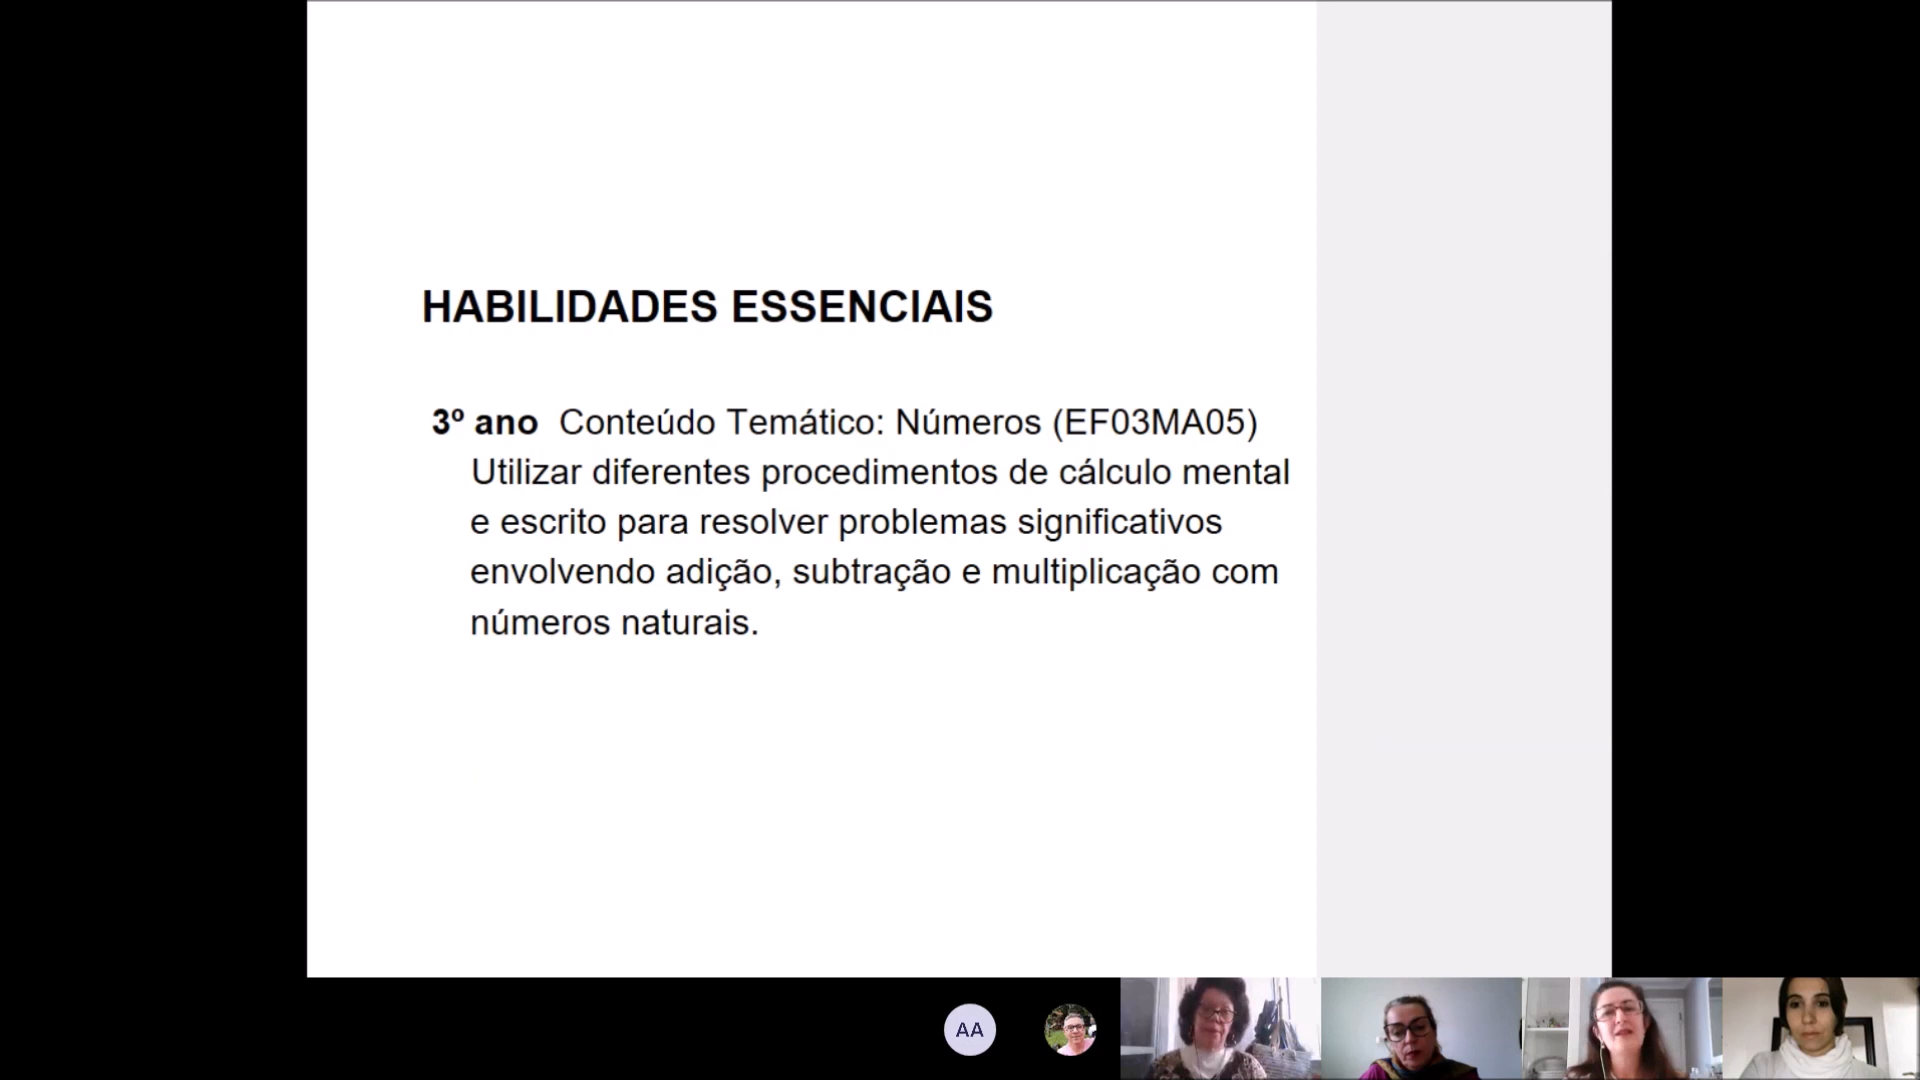 HABILIDADES ESSENCIAIS
3º ano Conteúdo Temático: Números (EF03MA05)
Utilizar diferentes procedimentos de cálculo mental
e escrito para resolver problemas significativos
envolvendo adição, subtração e multiplicação com
números naturais.
AA